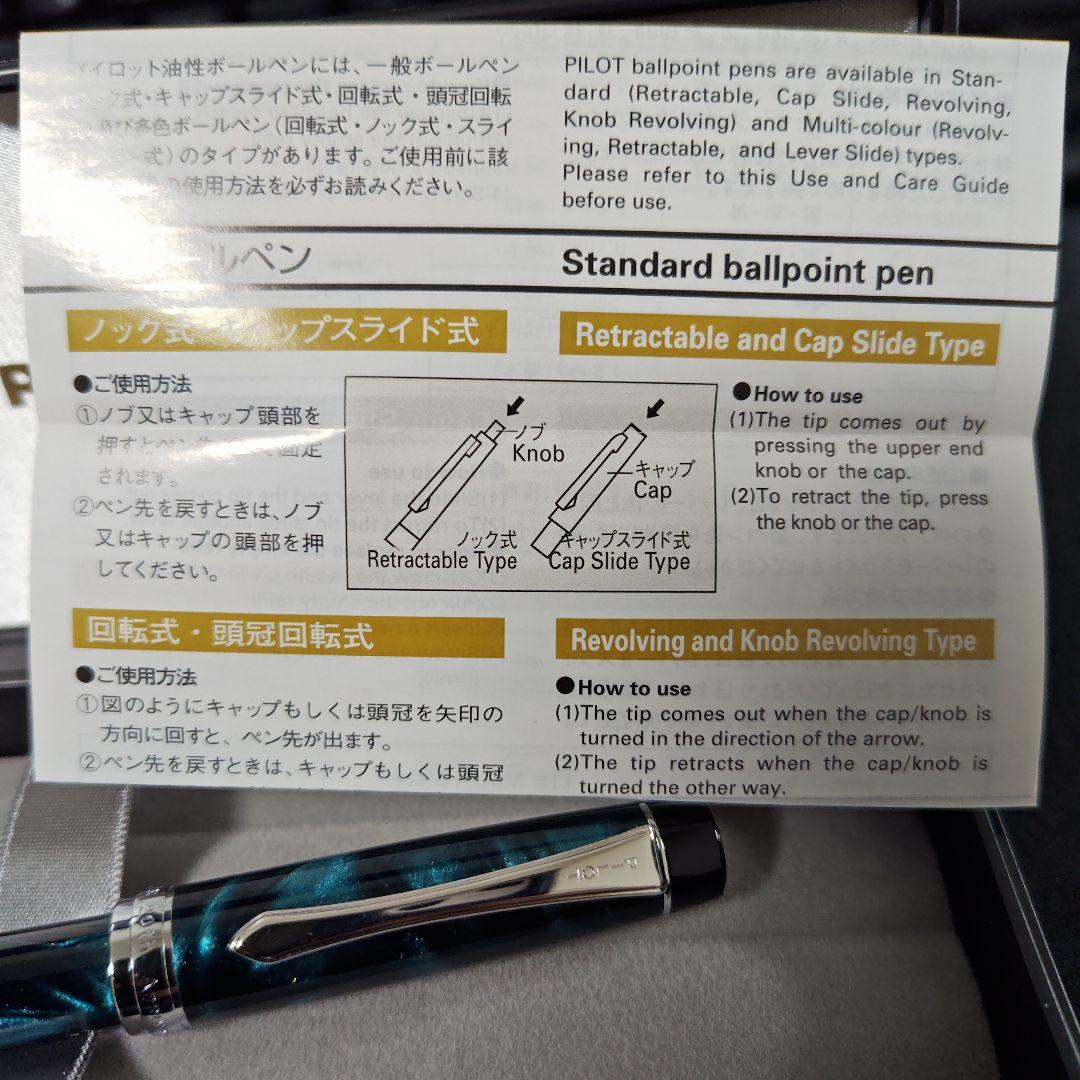 イロット油性ボールペンには、一般ボールペン
ック式・キャップスライド式・回転式・頭冠回転
及び多色ボールペン(回転式・ノック式・スライ
式)のタイプがあります。ご使用前に該
の使用方法を必ずお読みください。
PILOT ballpoint pens are available in Stan-
dard (Retractable, Cap Slide, Revolving,
Knob Revolving) and Multi-colour (Revolv-
ing, Retractable, and Lever Slide) types.
Please refer to this Use and Care Guide
before use.
ルペン
Standard ballpoint pen
ノック式・キャップスライド式
Retractable and Cap Slide Type
●ご使用方法
①ノブ又はキャップ頭部を
押すとペン先 固定
されます。
②ペン先を戻すときは、ノブ
又はキャップの頭部を押
してください。
ノブ
Knob
ノック式
Retractable Type
キャップ
Cap
キャップスライド式
Cap Slide Type
●How to use
(1)The tip comes out by
pressing the upper end
knob or the cap.
(2)To retract the tip, press
the knob or the cap.
回転式・頭冠回転式
Revolving and Knob Revolving Type
●ご使用方法
①図のようにキャップもしくは頭冠を矢印の
方向に回すと、ペン先が出ます。
②ペン先を戻すときは、キャップもしくは頭冠
●How to use
(1)The tip comes out when the cap/knob is
turned in the direction of the arrow.
(2)The tip retracts when the cap/knob is
turned the other way.
PILOT